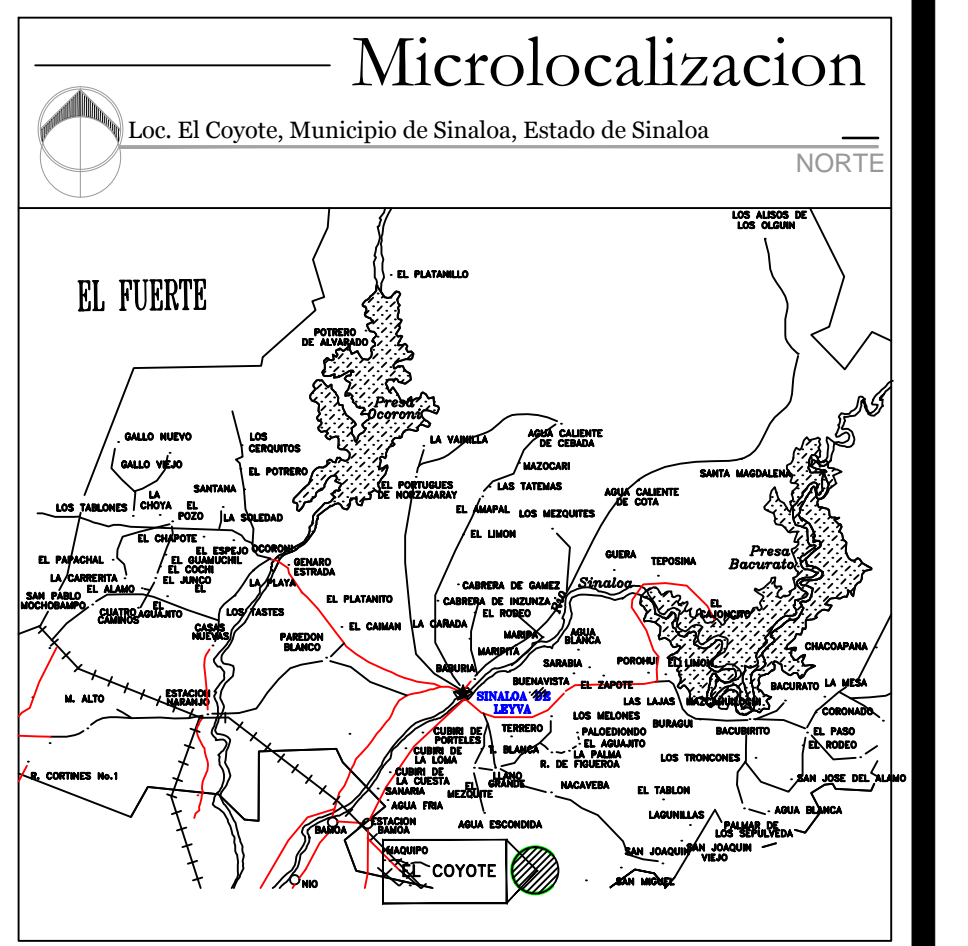 Microlocalizacion
Loc. El Coyote, Municipio de Sinaloa, Estado de Sinaloa
NORTE
LOS ALISOS DE
LOS OLGUIN
EL PLATANILLO
EL FUERTE
POTRERO
DE ALVARADO
Presa
Ocoroni
GALLO NUEVO
LOS
CERQUITOS
LA VAINILLA
AGUA CALIENTE
DE CEBADA
GALLO VIEJO
EL POTRERO
MAZOCARI
SANTA MAGDALENA
EL PORTUGUES
DE NORZAGARAY
LAS TATEMAS
AGUA CALIENTE
DE COTA
SANTANA
LA
CHOYA
LOS TABLONES
EL
POZO
LA SOLEDAD
EL AMAPAL
LOS MEZQUITES
EL CHAPOTE
EL LIMON
EL ESPEJO
OCORONI
GUERA
TEPOSINA
Presa
Bacurato
EL PAPACHAL
EL GUAMUCHIL
EL COCHI
GENARO
ESTRADA
LA CARRERITA
EL JUNCO
LA PLAYA
EL ALAMO
EL
SAN PABLO
MOCHOBAMPO
CABRERA DE GAMEZ
Rio
Sinaloa
EL PLATANITO
CABRERA DE INZUNZA
CUATRO
CAMINOS
EL
AGUAJITO
LOS TASTES
EL RODEO
EL
CAJONCITO
EL CAIMAN
LA CAÑADA
CASAS
NUEVAS
PAREDON
BLANCO
MARIPA
AGUA
BLANCA
MARIPITA
CHACOAPANA
BABURIA
SARABIA
POROHUI
EL LIMON
BUENAVISTA
EL ZAPOTE
BACURATO
LA MESA
M. ALTO
ESTACION
NARANJO
SINALOA DE
LEYVA
LAS LAJAS
CORONADO
LOS MELONES
BURAGUI
CUBIRI DE
PORTELES
TERRERO
PALOEDIONDO
BACUBIRITO
EL PASO
EL AGUAJITO
EL RODEO
CUBIRI DE
LA LOMA
T. BLANCA
LA PALMA
R. DE FIGUEROA
LOS TRONCONES
R. CORTINES No.1
CUBIRI DE
LA CUESTA
LLANO
GRANDE
SAN JOSE DEL ALAMO
SANARIA
EL
MEZQUITE
NACAVEBA
EL TABLON
AGUA FRIA
AGUA BLANCA
LAGUNILLAS
BAMOA
ESTACION
BAMOA
AGUA ESCONDIDA
PALMAR DE
LOS SEPULVEDA
MAQUIPO
SAN JOAQUIN
SAN JOAQUIN
VIEJO
EL COYOTE
NIO
SAN MIGUEL